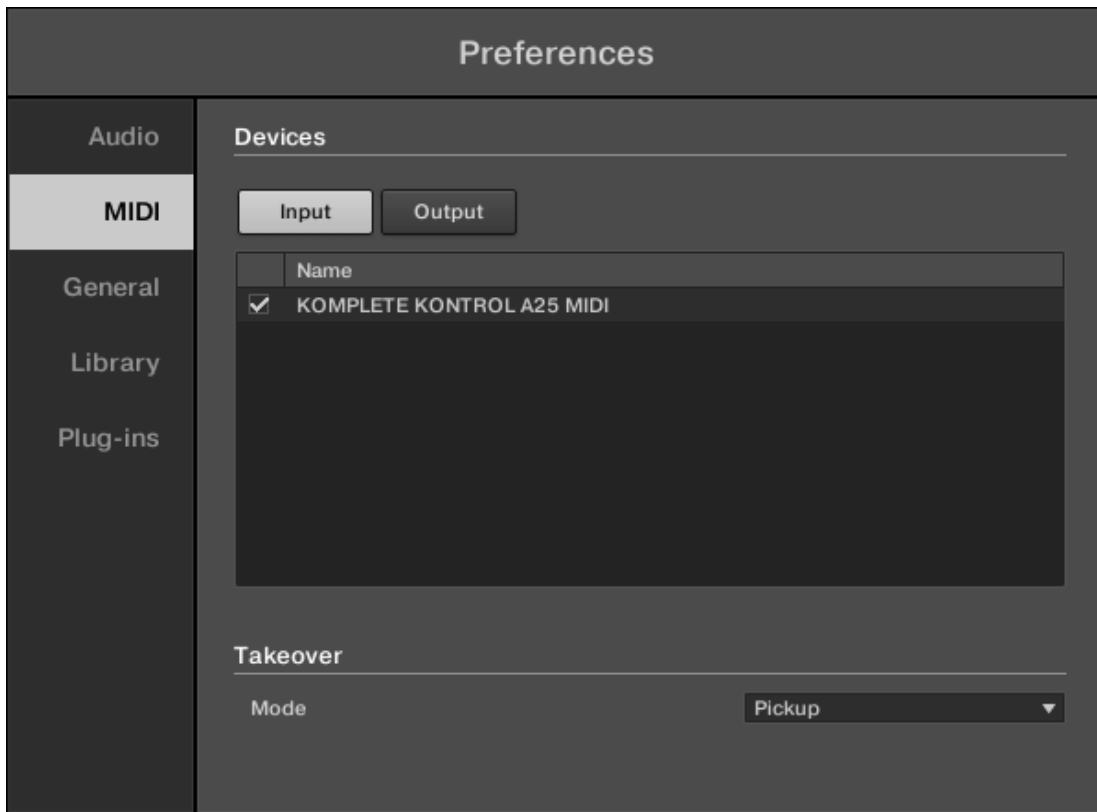 Preferences
Audio
MIDI
General
Library
Plug-ins
Devices
Input Output
Name
KOMPLETE KONTROL A25 MIDI
Takeover
Mode Pickup